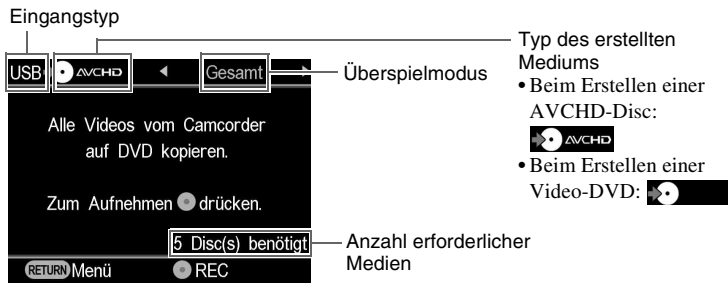 Eingangstyp
USB AVCHD Gesamt
Alle Videos vom Camcorder
auf DVD kopieren.
Zum Aufnehmen drücken.
5 Disc(s) benötigt
RETURN Menü REC
Überspielmodus
Anzahl erforderlicher
Medien
Typ des erstellten
Mediums
• Beim Erstellen einer
AVCHD-Disc:
AVCHD
• Beim Erstellen einer
Video-DVD: